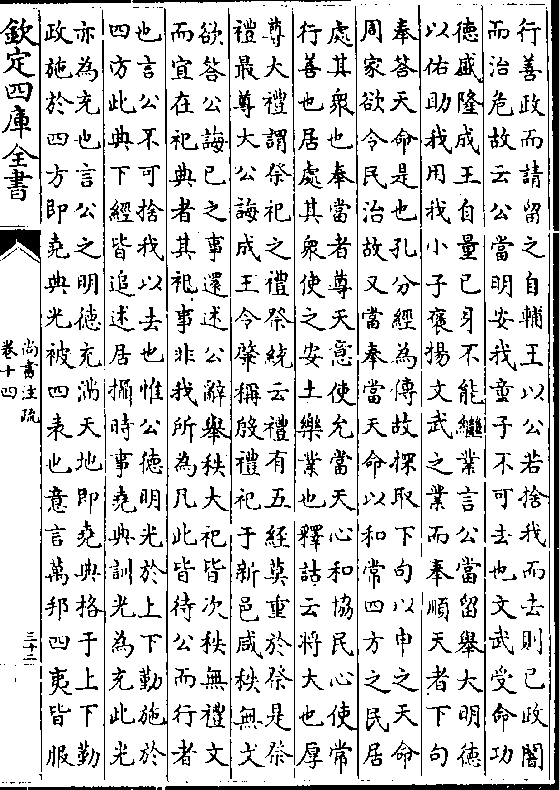 行善政而請留之自輔王以公若捨我而去則已政闇
而治危故云公當明安我童子不可去也文武受命功
德盛隆成王自量已身不能繼業言公當留舉大明德
以佑助我用我小子襃揚文武之業而奉順天者下句
奉答天命是也孔分經為傳故探取下句以申之天命
周家欲令民治故又當奉當天命以和常四方之民居
處其衆也奉當者尊天意使允當天心和協民心使常
行善也居處其衆使之安土樂業也釋詁云將大也厚
尊大禮謂祭祀之禮祭統云禮有五經莫重於祭是祭
禮最尊大公誨成王令肇稱殷禮祀于新邑咸秩無文
欲答公誨已之事還述公辭舉秩大祀皆次秩無禮文
而宜在祀典者其祀事非我所為凡此皆待公而行者
也言公不可捨我以去也惟公德明光於上下勤施於
四方此典下經皆追述居攝時事堯典訓光為充此光
亦為充也言公之明德充滿天地即堯典格于上下勤
政施於四方即堯典光被四表也意言萬邦四夷皆服
欽定四庫全書
尚書注疏
卷十四
三十二